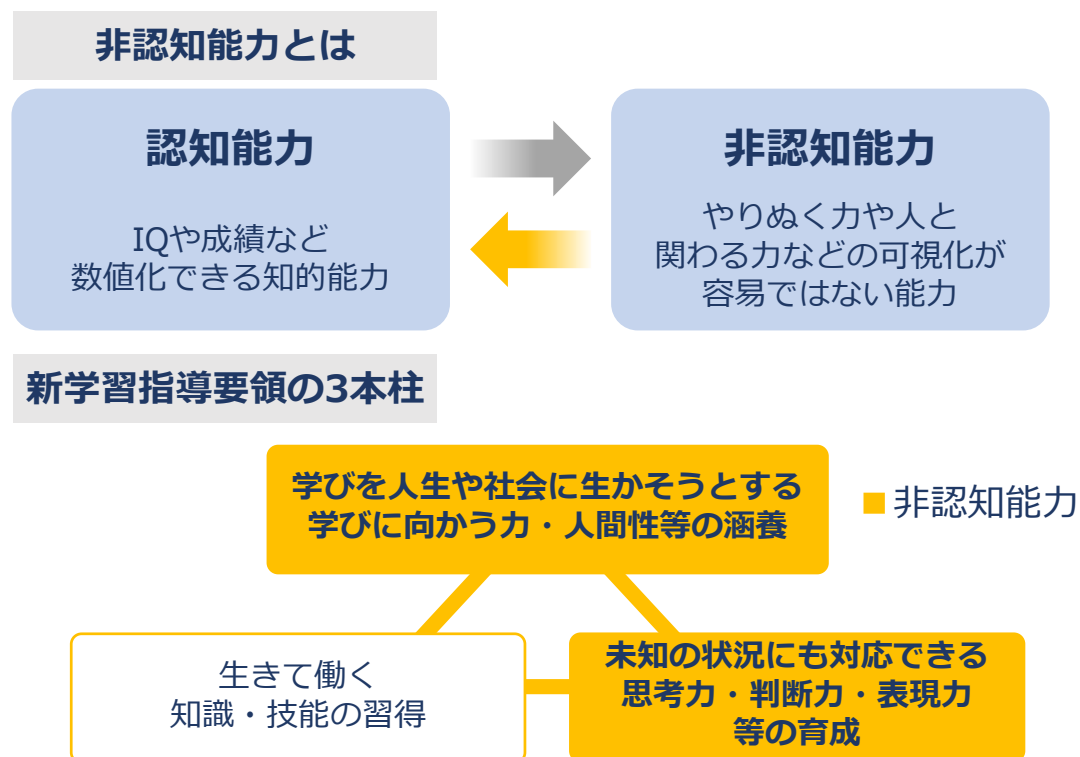 非認知能力とは
認知能力
IQや成績など
数値化できる知的能力
非認知能力
やりぬく力や人と
関わる力などの可視化が
容易ではない能力
新学習指導要領の3本柱
学びを人生や社会に生かそうとする
学びに向かう力・人間性等の涵養
非認知能力
生きて働く
知識・技能の習得
未知の状況にも対応できる
思考力・判断力・表現力
等の育成